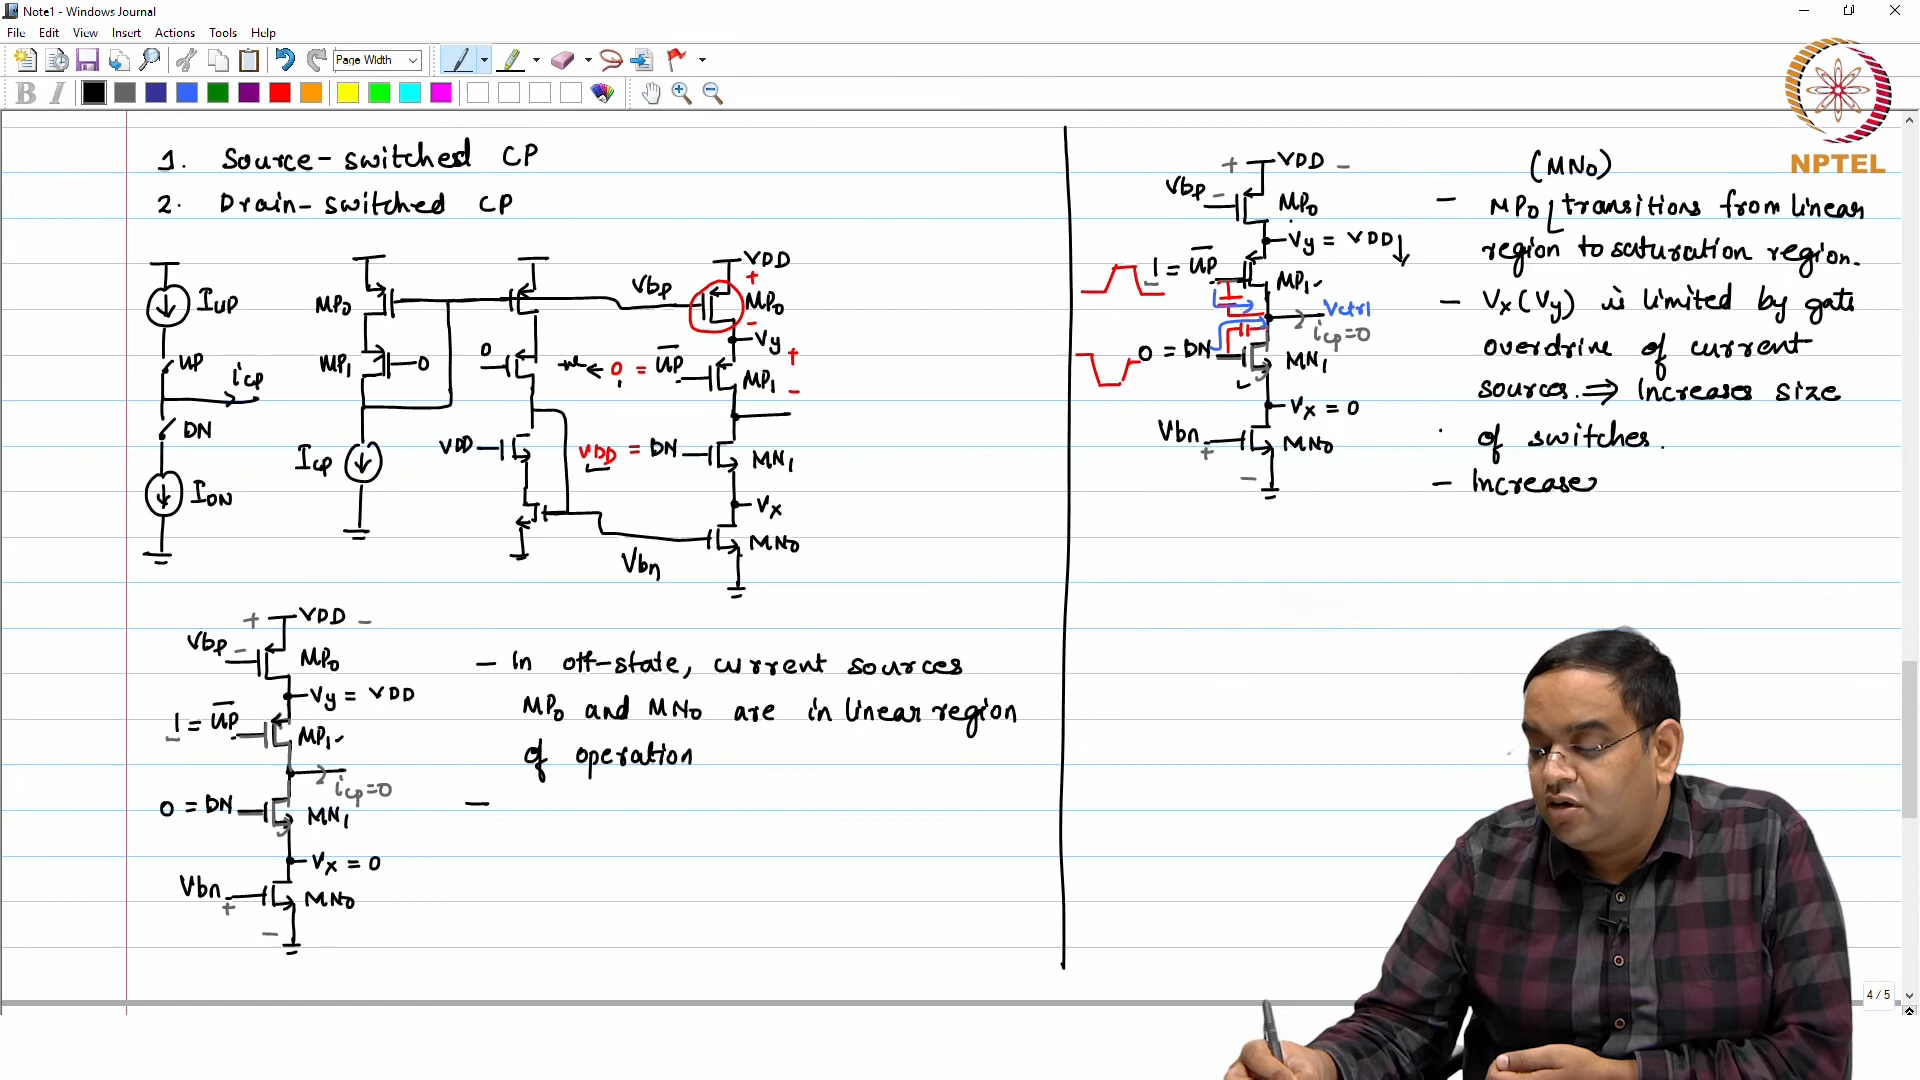 Note1 - Windows Journal
File Edit View Insert Actions Tools Help
Page Width
B I
NPTEL
1. Source-switched CP
2. Drain-switched CP
IUP
UP
icp
DN
IDN
MP0
MP1
0
Icp
0
VDD
Vbp
VDD
+
MP0
-
Vy
0 = U̅P̅
+
MP1
-
VDD = DN
MN1
Vx
Vbn
MN0
+ VDD -
Vbp -
MP0
Vy = VDD
1 = U̅P̅
MP1
icp=0
0 = DN
MN1
Vx = 0
Vbn
+
MN0
-
- In off-state, current sources
MP0 and MN0 are in linear region
of operation
-
+ VDD -
Vbp -
MP0
Vy = VDD↓
1 = U̅P̅
MP1
Vctrl
icp=0
0 = DN
MN1
Vx = 0
Vbn
+
MN0
-
(MN0)
- MP0 transitions from linear
region to saturation region.
- Vx(Vy) is limited by gate
overdrive of current
sources. ⇒ Increases size
of switches.
- Increase
4 / 5